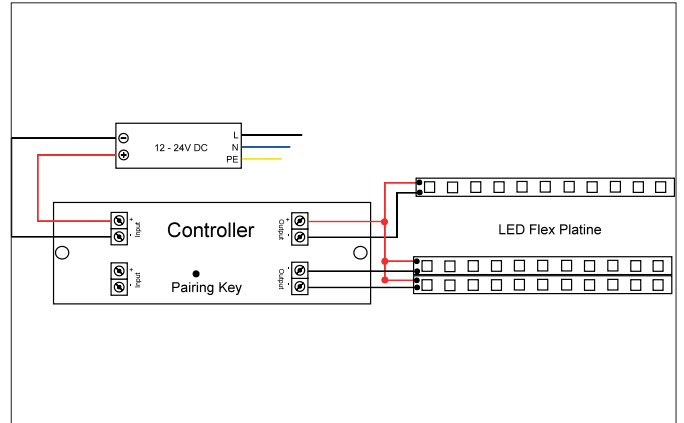 12 - 24V DC
L
N
PE
+
Input
-
Controller
+
Output
-
LED Flex Platine
+
Input
-
Pairing Key
-
Output
-